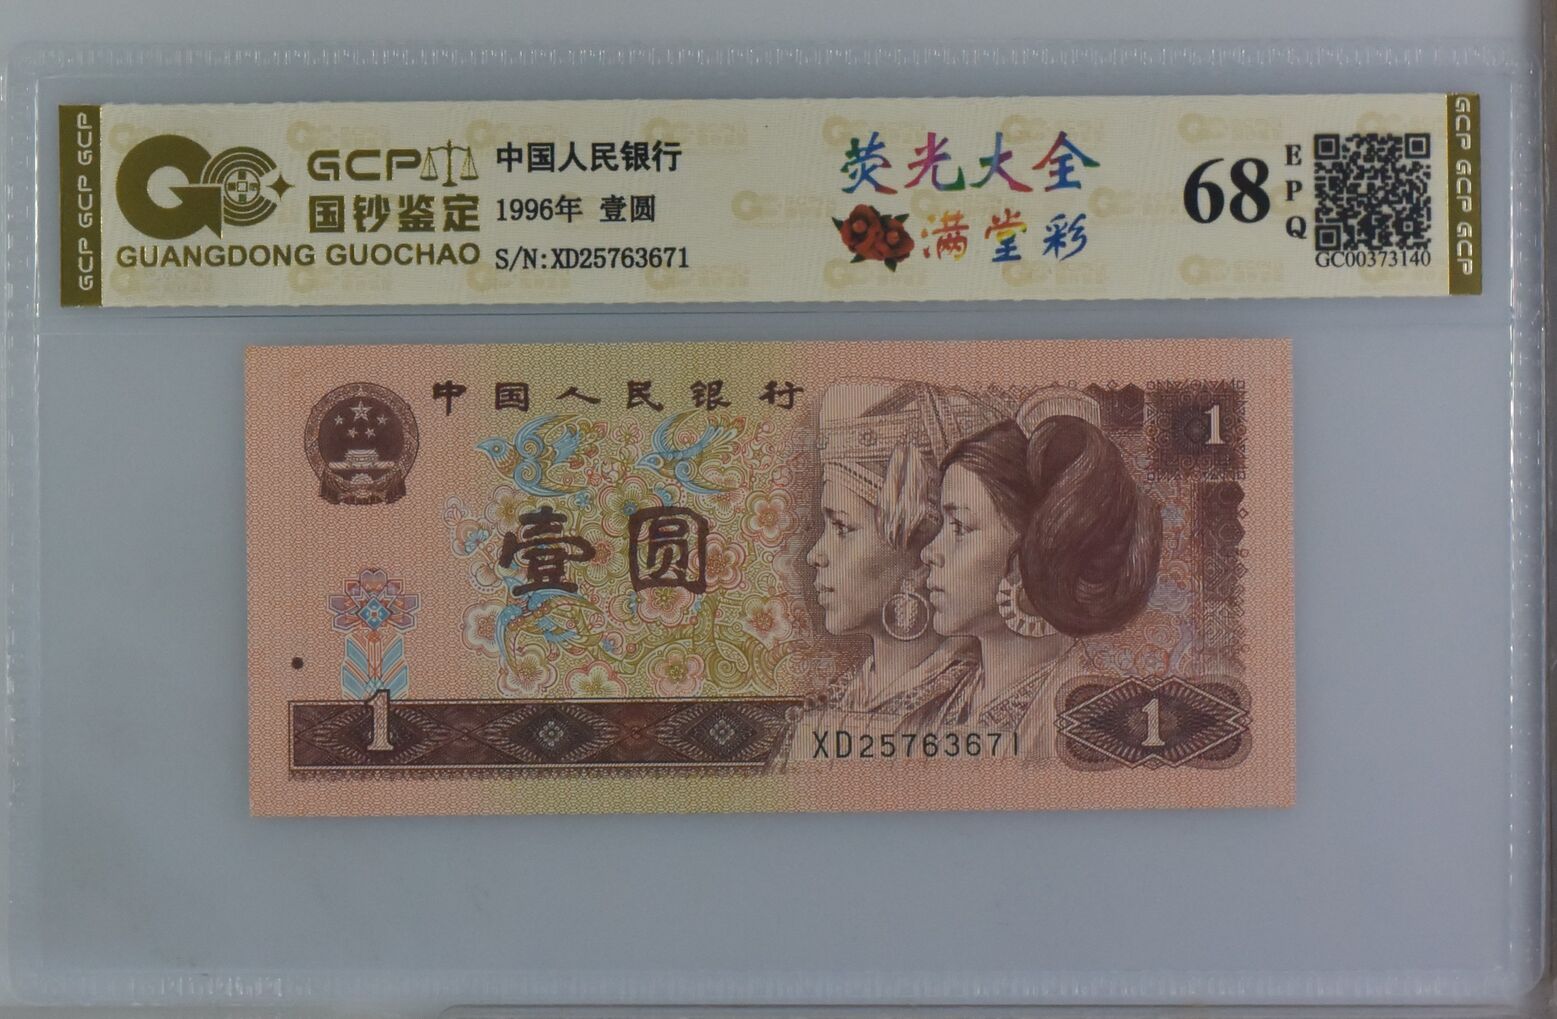 GCP GCP GCP
GCP
国钞鉴定
GUANGDONG GUOCHAO
中国人民银行
1996年 壹圆
S/N:XD25763671
荧光大全
满堂彩
68
EPQ
GC00373140
GCP GCP GCP
中国人民银行
1
壹圆
1
XD25763671
1